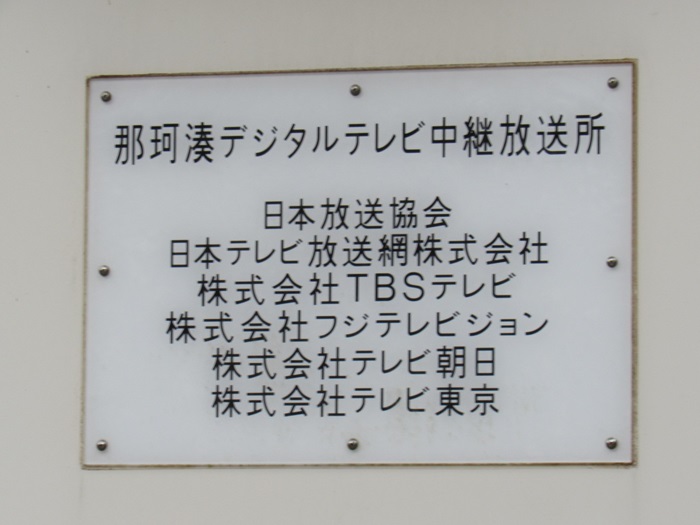 那珂湊デジタルテレビ中継放送所
日本放送協会
日本テレビ放送網株式会社
株式会社TBSテレビ
株式会社フジテレビジョン
株式会社テレビ朝日
株式会社テレビ東京